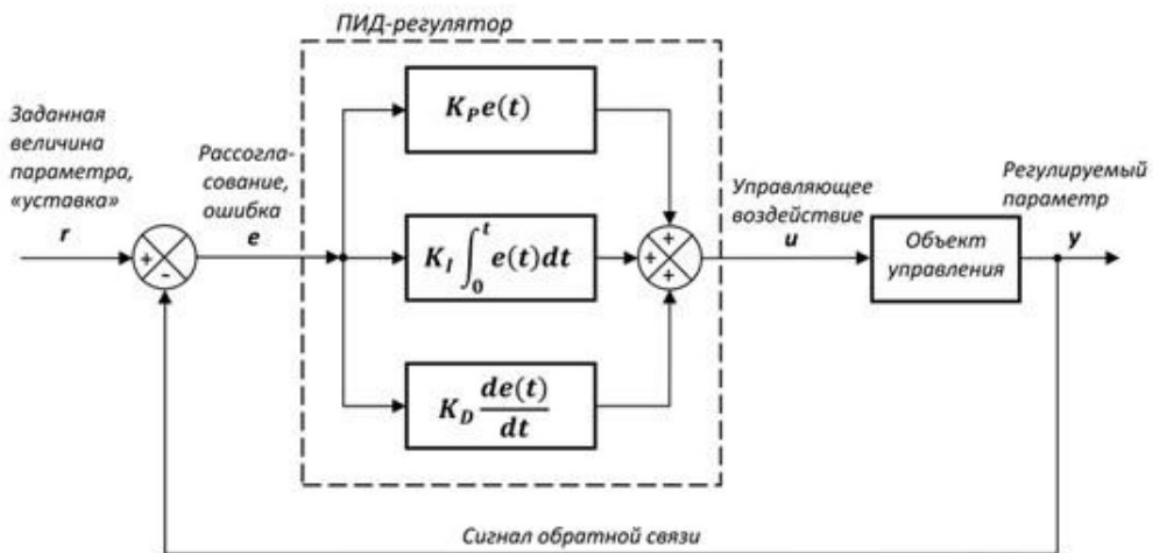 ПИД-регулятор
Заданная
величина
параметра,
«уставка»
r
Рассогла-
сование,
ошибка
e
+
-
K_P e(t)
K_I ∫_0^t e(t)dt
K_D de(t)/dt
+
+
+
Управляющее
воздействие
u
Объект
управления
Регулируемый
параметр
y
Сигнал обратной связи